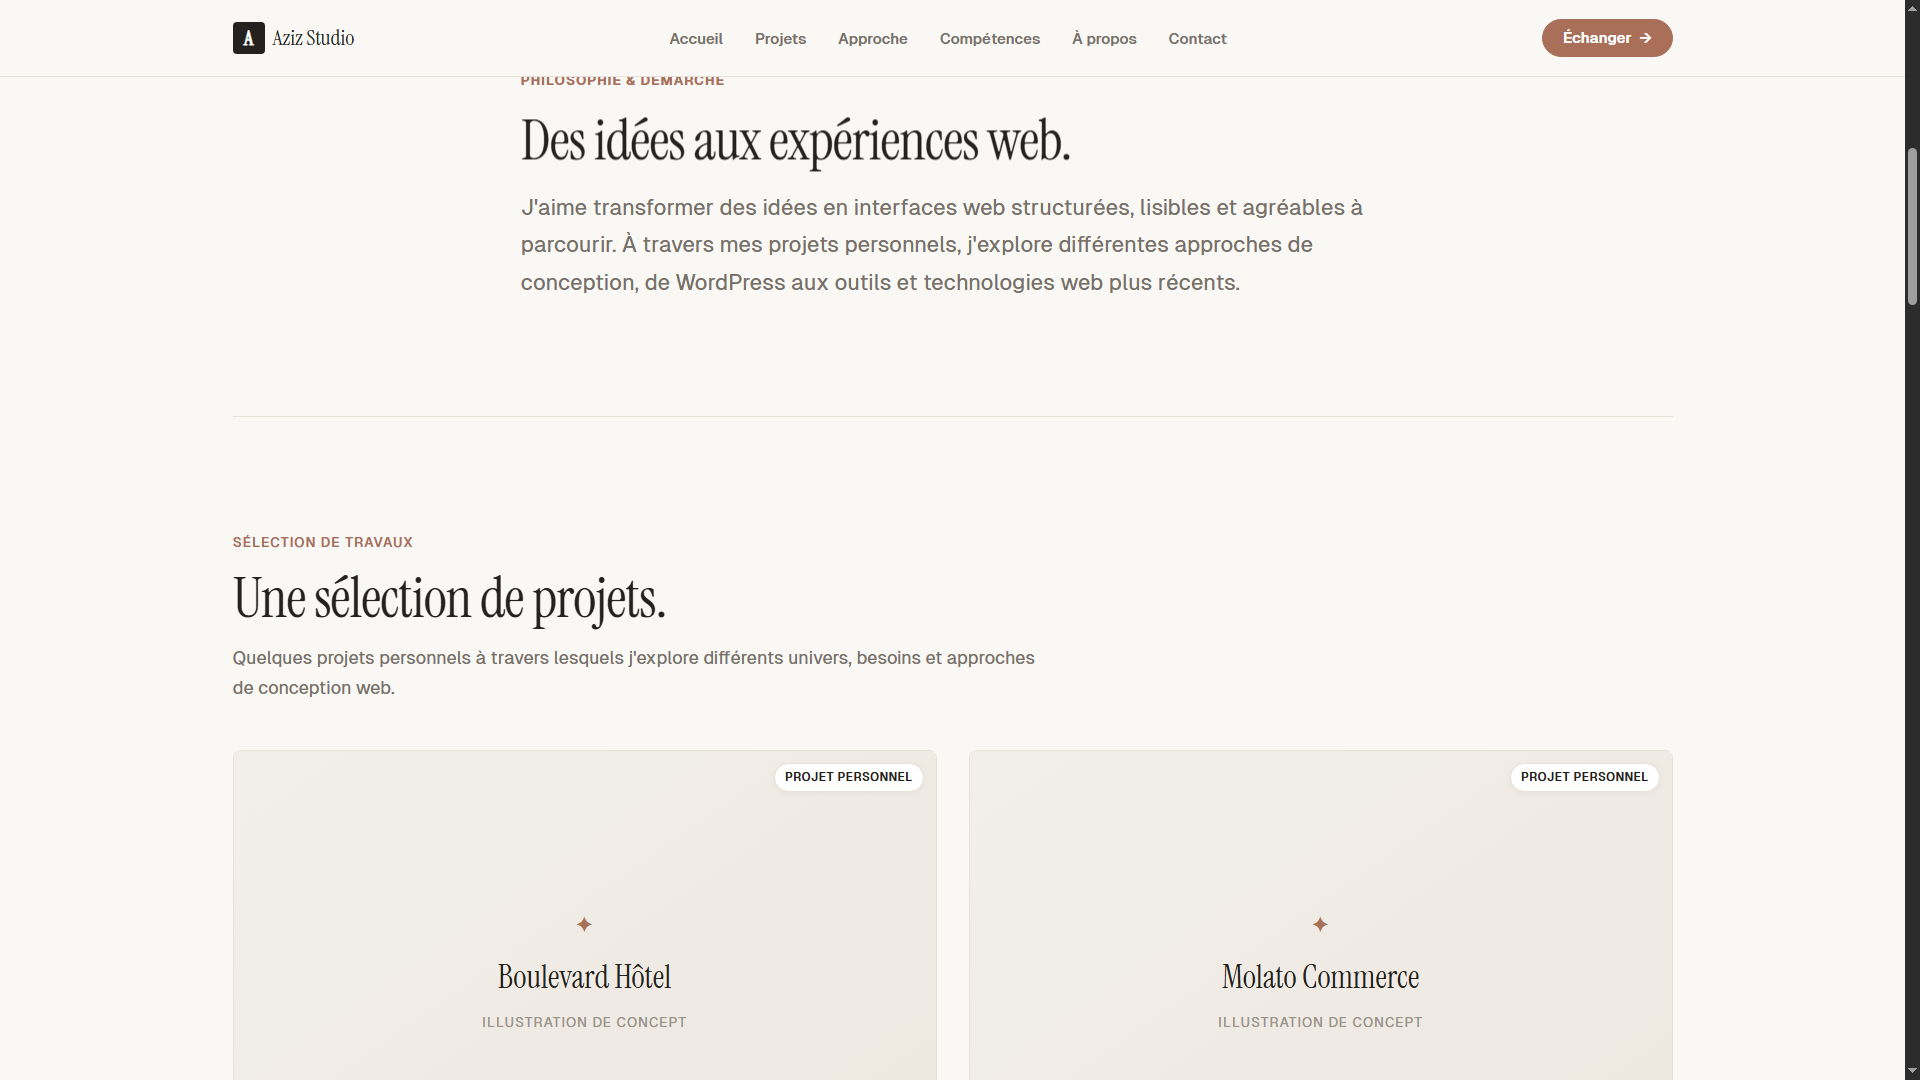 A Aziz Studio
Accueil Projets Approche Compétences À propos Contact
Échanger →
PHILOSOPHIE & DÉMARCHE
Des idées aux expériences web.
J'aime transformer des idées en interfaces web structurées, lisibles et agréables à
parcourir. À travers mes projets personnels, j'explore différentes approches de
conception, de WordPress aux outils et technologies web plus récents.
SÉLECTION DE TRAVAUX
Une sélection de projets.
Quelques projets personnels à travers lesquels j'explore différents univers, besoins et approches
de conception web.
PROJET PERSONNEL
Boulevard Hôtel
ILLUSTRATION DE CONCEPT
PROJET PERSONNEL
Molato Commerce
ILLUSTRATION DE CONCEPT